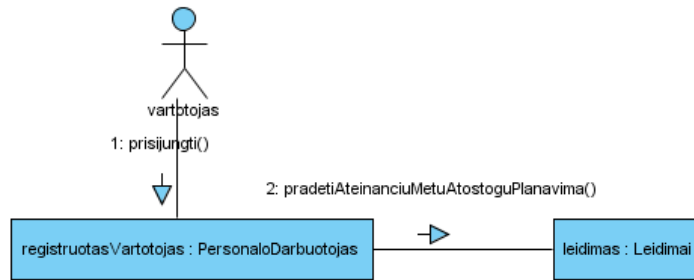 vartotojas
1: prisijungti()
2: pradetiAteinanciuMetuAtostoguPlanavima()
registruotasVartotojas : PersonaloDarbuotojas
leidimas : Leidimai